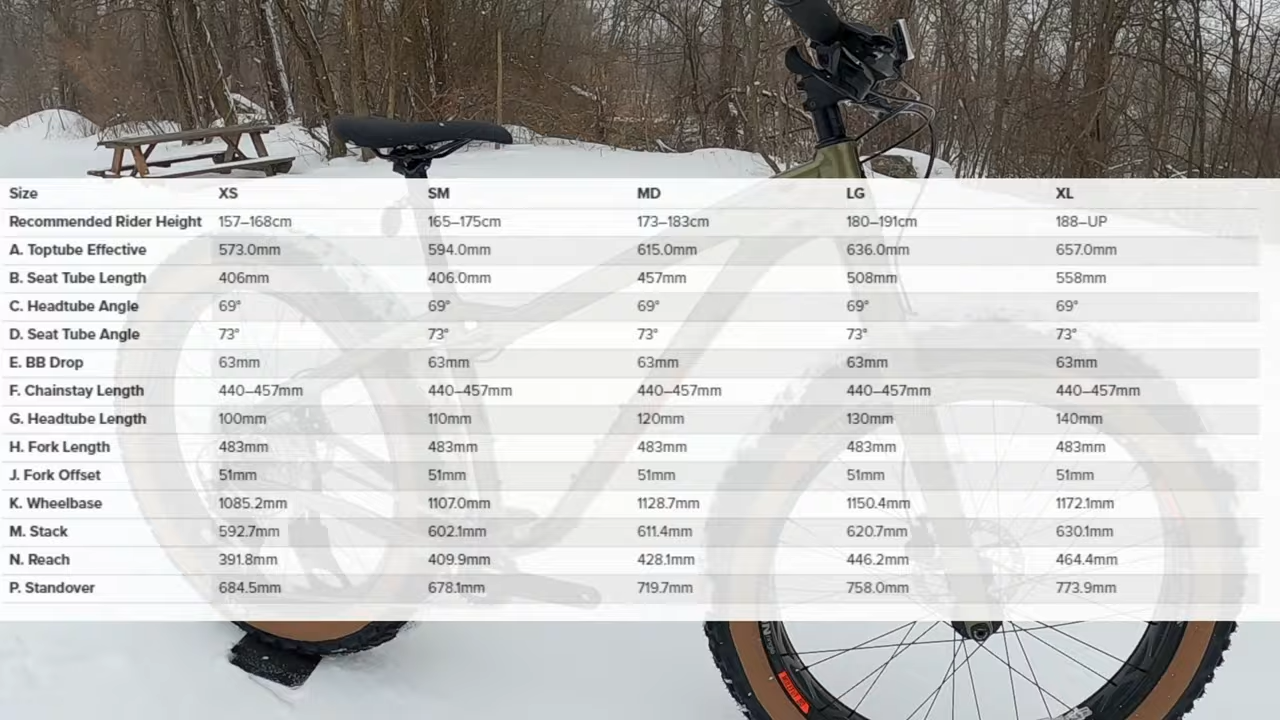 Size XS SM MD LG XL
Recommended Rider Height 157–168cm 165–175cm 173–183cm 180–191cm 188–UP
A. Toptube Effective 573.0mm 594.0mm 615.0mm 636.0mm 657.0mm
B. Seat Tube Length 406mm 406.0mm 457mm 508mm 558mm
C. Headtube Angle 69° 69° 69° 69° 69°
D. Seat Tube Angle 73° 73° 73° 73° 73°
E. BB Drop 63mm 63mm 63mm 63mm 63mm
F. Chainstay Length 440–457mm 440–457mm 440–457mm 440–457mm 440–457mm
G. Headtube Length 100mm 110mm 120mm 130mm 140mm
H. Fork Length 483mm 483mm 483mm 483mm 483mm
J. Fork Offset 51mm 51mm 51mm 51mm 51mm
K. Wheelbase 1085.2mm 1107.0mm 1128.7mm 1150.4mm 1172.1mm
M. Stack 592.7mm 602.1mm 611.4mm 620.7mm 630.1mm
N. Reach 391.8mm 409.9mm 428.1mm 446.2mm 464.4mm
P. Standover 684.5mm 678.1mm 719.7mm 758.0mm 773.9mm